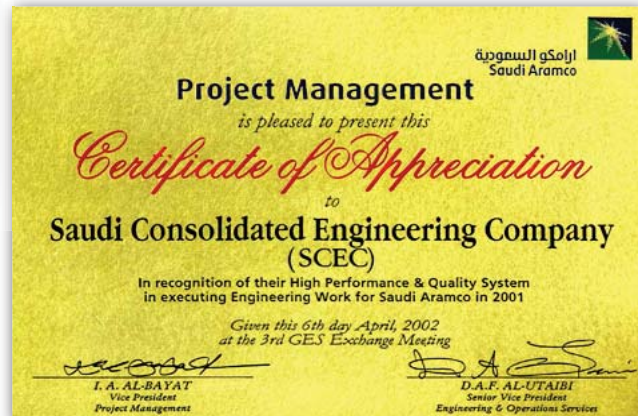 ارامكو السعودية
Saudi Aramco
Project Management
is pleased to present this
Certificate of Appreciation
to
Saudi Consolidated Engineering Company
(SCEC)
In recognition of their High Performance & Quality System
in executing Engineering Work for Saudi Aramco in 2001
Given this 6th day April, 2002
at the 3rd GES Exchange Meeting
I. A. AL-BAYAT
Vice President
Project Management
D.A.F. AL-UTAIBI
Senior Vice President
Engineering & Operations Services